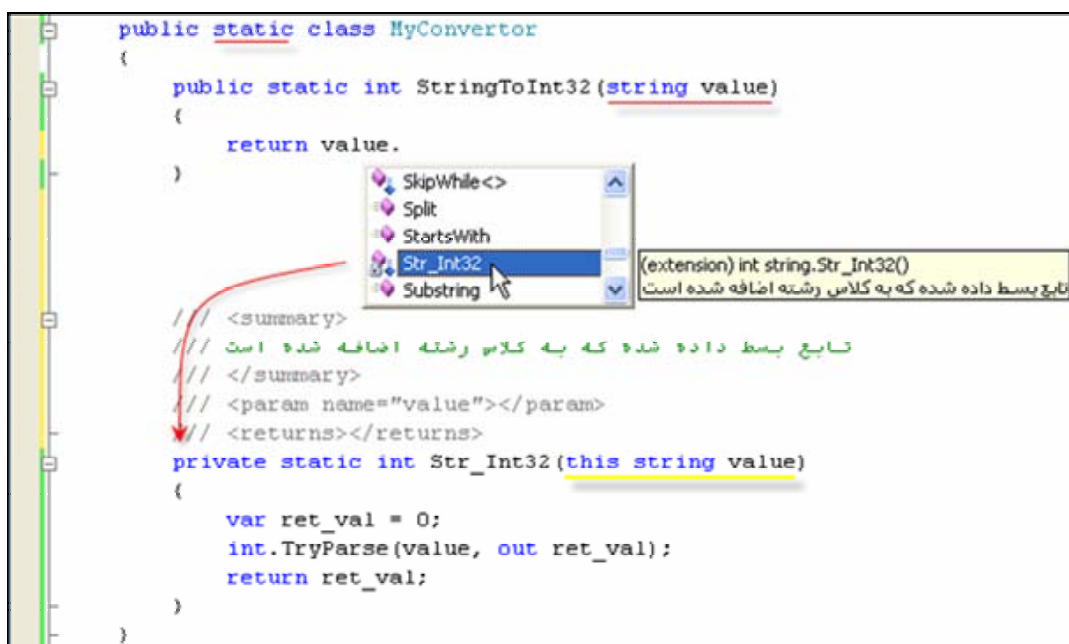 public static class MyConvertor
{
public static int StringToInt32(string value)
{
return value.
}
SkipWhile<>
Split
StartsWith
Str_Int32
Substring
(extension) int string.Str_Int32()
تابع بسط داده شده که به کلاس رشته اضافه شده است
/// <summary>
/// تابع بسط داده شده که به کلاس رشته اضافه شده است
/// </summary>
/// <param name="value"></param>
/// <returns></returns>
private static int Str_Int32(this string value)
{
var ret_val = 0;
int.TryParse(value, out ret_val);
return ret_val;
}
}